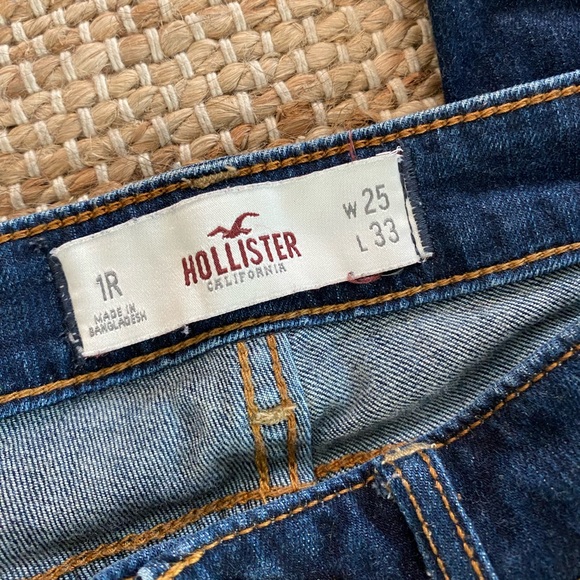 1R
MADE IN
BANGLADESH
HOLLISTER
CALIFORNIA
W 25
L 33